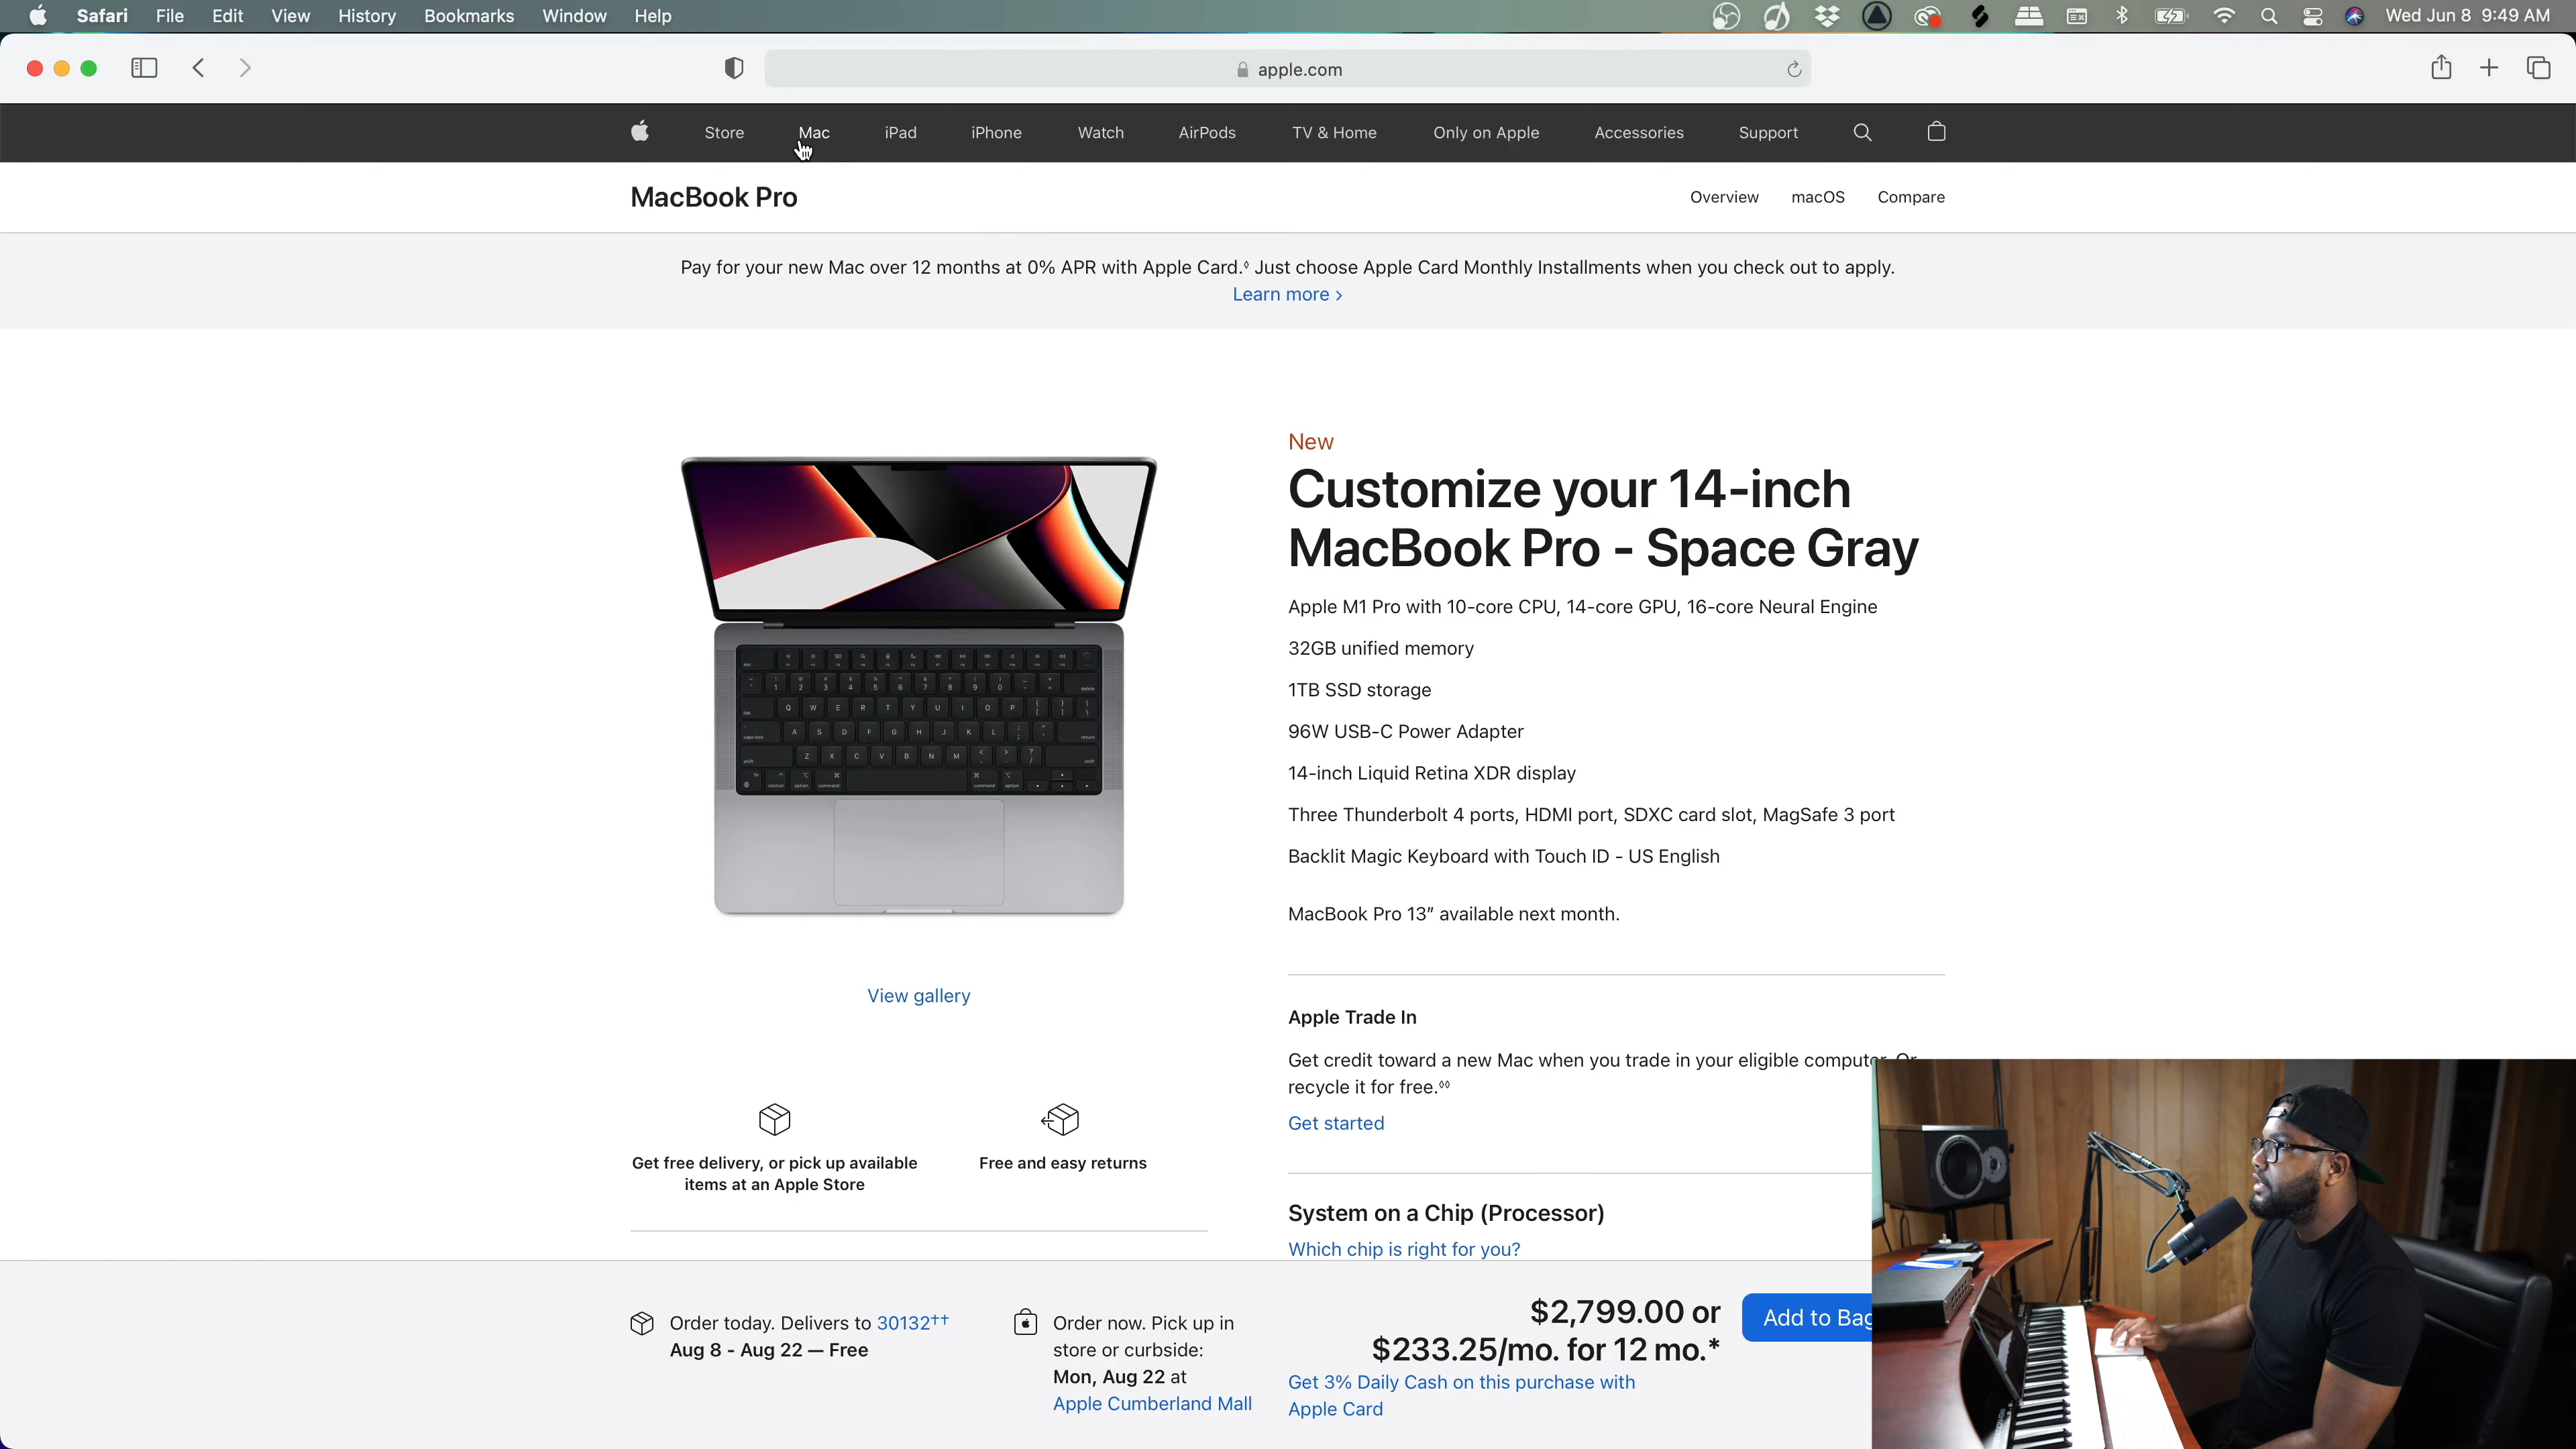 Safari File Edit View History Bookmarks Window Help Wed Jun 8 9:49 AM
apple.com
Store Mac iPad iPhone Watch AirPods TV & Home Only on Apple Accessories Support
MacBook Pro Overview macOS Compare
Pay for your new Mac over 12 months at 0% APR with Apple Card.◊ Just choose Apple Card Monthly Installments when you check out to apply.
Learn more >
New
Customize your 14-inch
MacBook Pro - Space Gray
Apple M1 Pro with 10-core CPU, 14-core GPU, 16-core Neural Engine
32GB unified memory
1TB SSD storage
96W USB-C Power Adapter
14-inch Liquid Retina XDR display
Three Thunderbolt 4 ports, HDMI port, SDXC card slot, MagSafe 3 port
Backlit Magic Keyboard with Touch ID - US English
MacBook Pro 13″ available next month.
View gallery
Apple Trade In
Get credit toward a new Mac when you trade in your eligible computer. Or
recycle it for free.◊◊
Get started
Get free delivery, or pick up available
items at an Apple Store
Free and easy returns
System on a Chip (Processor)
Which chip is right for you?
Order today. Delivers to 30132††
Aug 8 - Aug 22 — Free
Order now. Pick up in
store or curbside:
Mon, Aug 22 at
Apple Cumberland Mall
$2,799.00 or
$233.25/mo. for 12 mo.*
Get 3% Daily Cash on this purchase with
Apple Card
Add to Bag